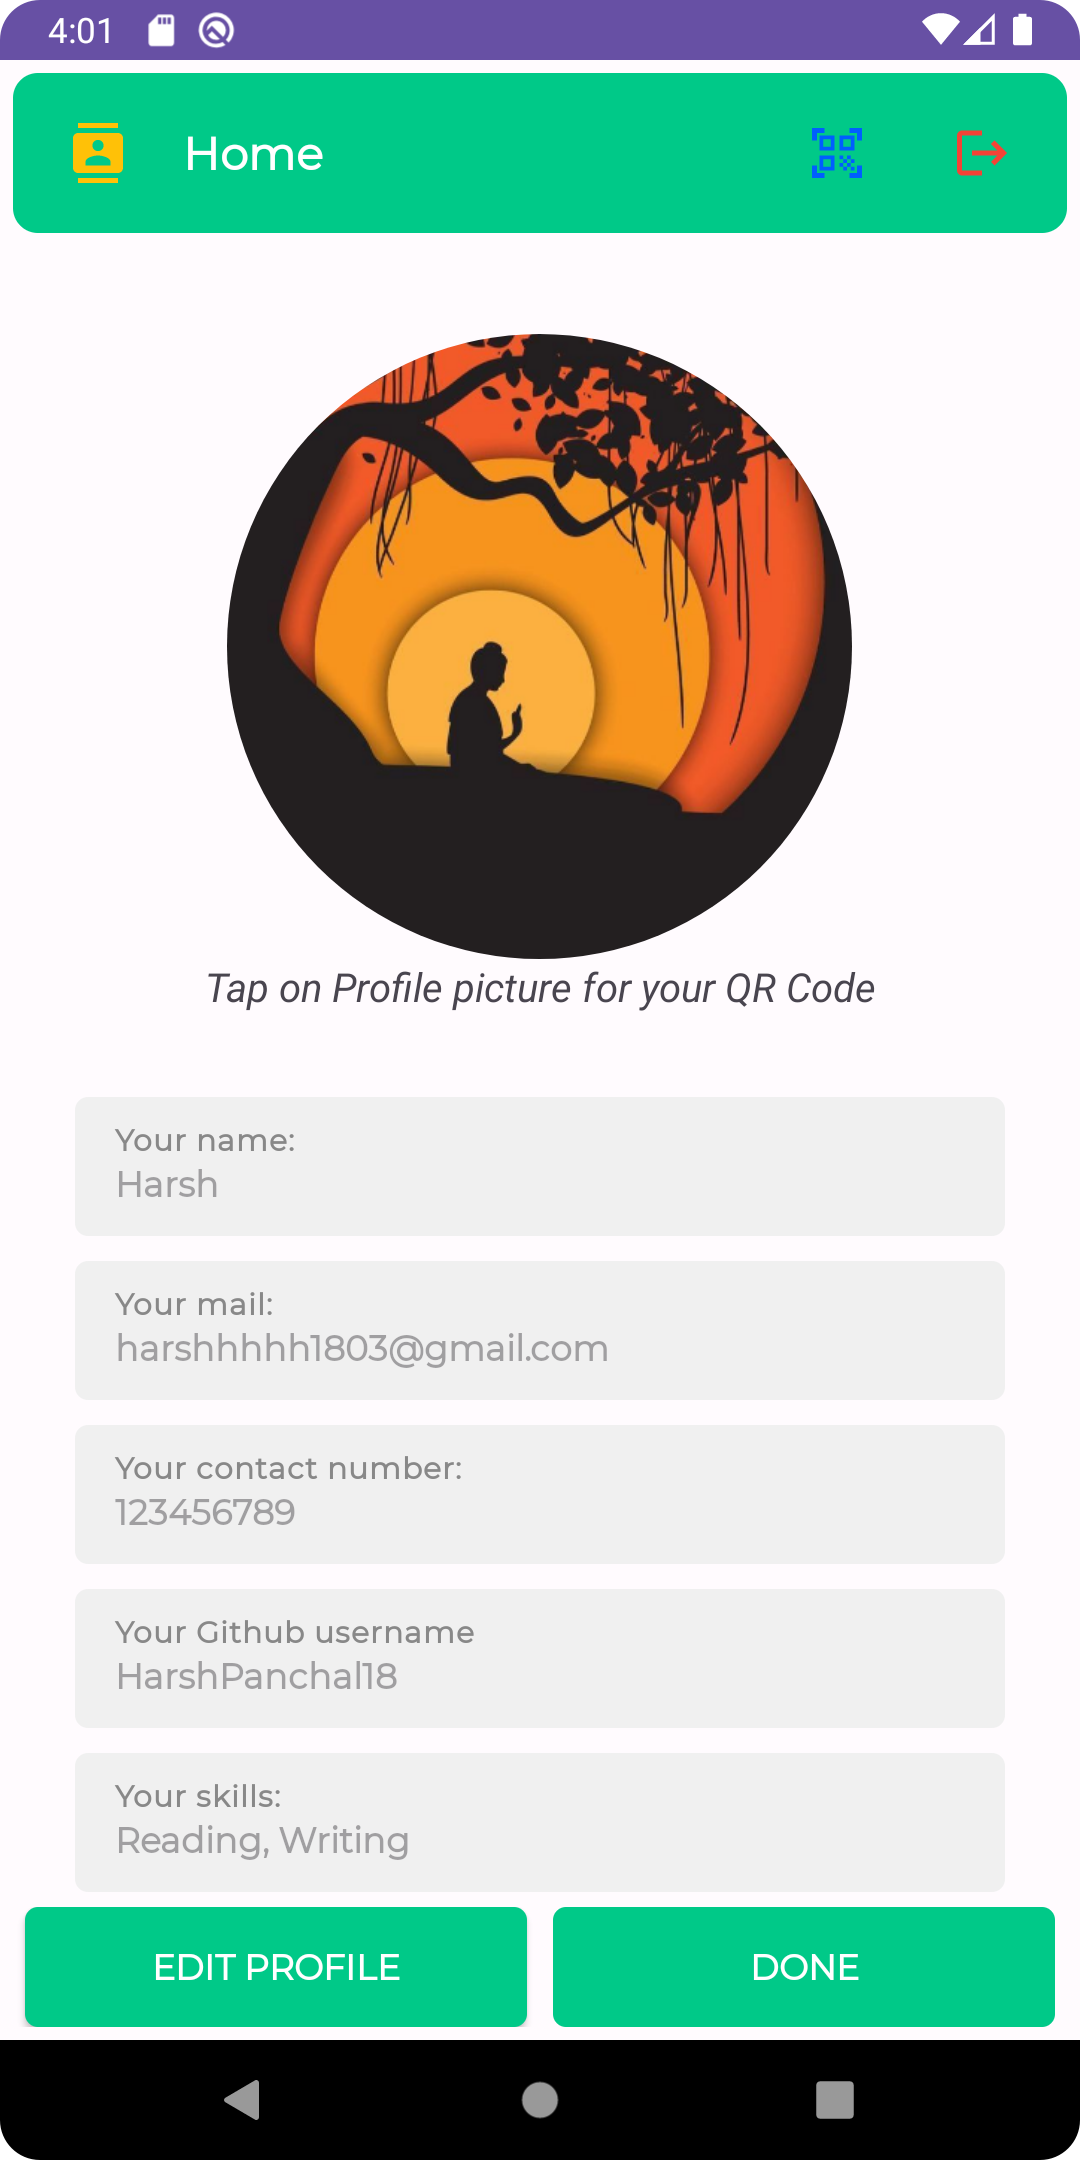 4:01
Home
Tap on Profile picture for your QR Code
Your name:
Harsh
Your mail:
harshhhhh1803@gmail.com
Your contact number:
123456789
Your Github username
HarshPanchal18
Your skills:
Reading, Writing
EDIT PROFILE
DONE